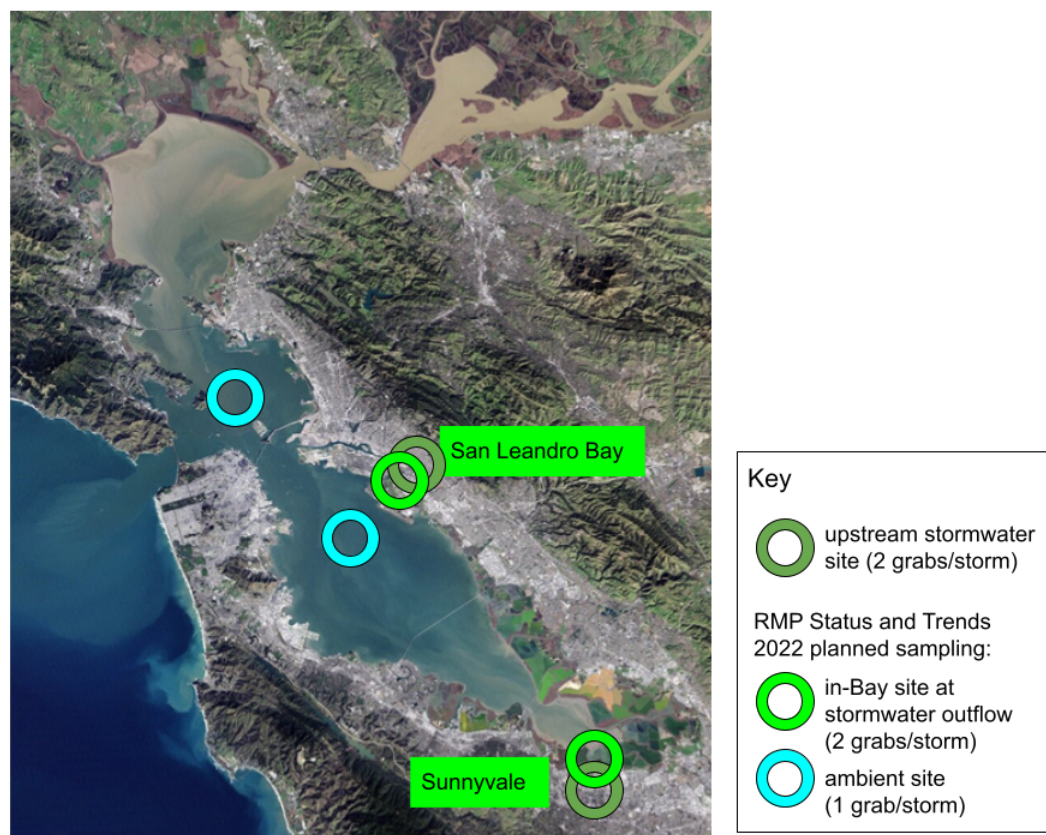 San Leandro Bay
Sunnyvale
Key
upstream stormwater
site (2 grabs/storm)
RMP Status and Trends
2022 planned sampling:
in-Bay site at
stormwater outflow
(2 grabs/storm)
ambient site
(1 grab/storm)